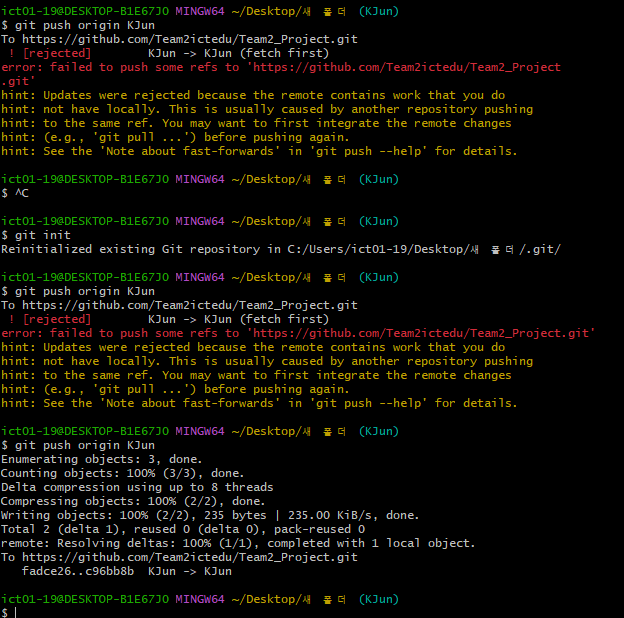 ict01-19@DESKTOP-B1E67JO MINGW64 ~/Desktop/새 폴더 (KJun)
$ git push origin KJun
To https://github.com/Team2ictedu/Team2_Project.git
 ! [rejected]        KJun -> KJun (fetch first)
error: failed to push some refs to 'https://github.com/Team2ictedu/Team2_Project
.git'
hint: Updates were rejected because the remote contains work that you do
hint: not have locally. This is usually caused by another repository pushing
hint: to the same ref. You may want to first integrate the remote changes
hint: (e.g., 'git pull ...') before pushing again.
hint: See the 'Note about fast-forwards' in 'git push --help' for details.
ict01-19@DESKTOP-B1E67JO MINGW64 ~/Desktop/새 폴더 (KJun)
$ ^C
ict01-19@DESKTOP-B1E67JO MINGW64 ~/Desktop/새 폴더 (KJun)
$ git init
Reinitialized existing Git repository in C:/Users/ict01-19/Desktop/새 폴더/.git/
ict01-19@DESKTOP-B1E67JO MINGW64 ~/Desktop/새 폴더 (KJun)
$ git push origin KJun
To https://github.com/Team2ictedu/Team2_Project.git
 ! [rejected]        KJun -> KJun (fetch first)
error: failed to push some refs to 'https://github.com/Team2ictedu/Team2_Project.git'
hint: Updates were rejected because the remote contains work that you do
hint: not have locally. This is usually caused by another repository pushing
hint: to the same ref. You may want to first integrate the remote changes
hint: (e.g., 'git pull ...') before pushing again.
hint: See the 'Note about fast-forwards' in 'git push --help' for details.
ict01-19@DESKTOP-B1E67JO MINGW64 ~/Desktop/새 폴더 (KJun)
$ git push origin KJun
Enumerating objects: 3, done.
Counting objects: 100% (3/3), done.
Delta compression using up to 8 threads
Compressing objects: 100% (2/2), done.
Writing objects: 100% (2/2), 235 bytes | 235.00 KiB/s, done.
Total 2 (delta 1), reused 0 (delta 0), pack-reused 0
remote: Resolving deltas: 100% (1/1), completed with 1 local object.
To https://github.com/Team2ictedu/Team2_Project.git
   fadce26..c96bb8b  KJun -> KJun
ict01-19@DESKTOP-B1E67JO MINGW64 ~/Desktop/새 폴더 (KJun)
$